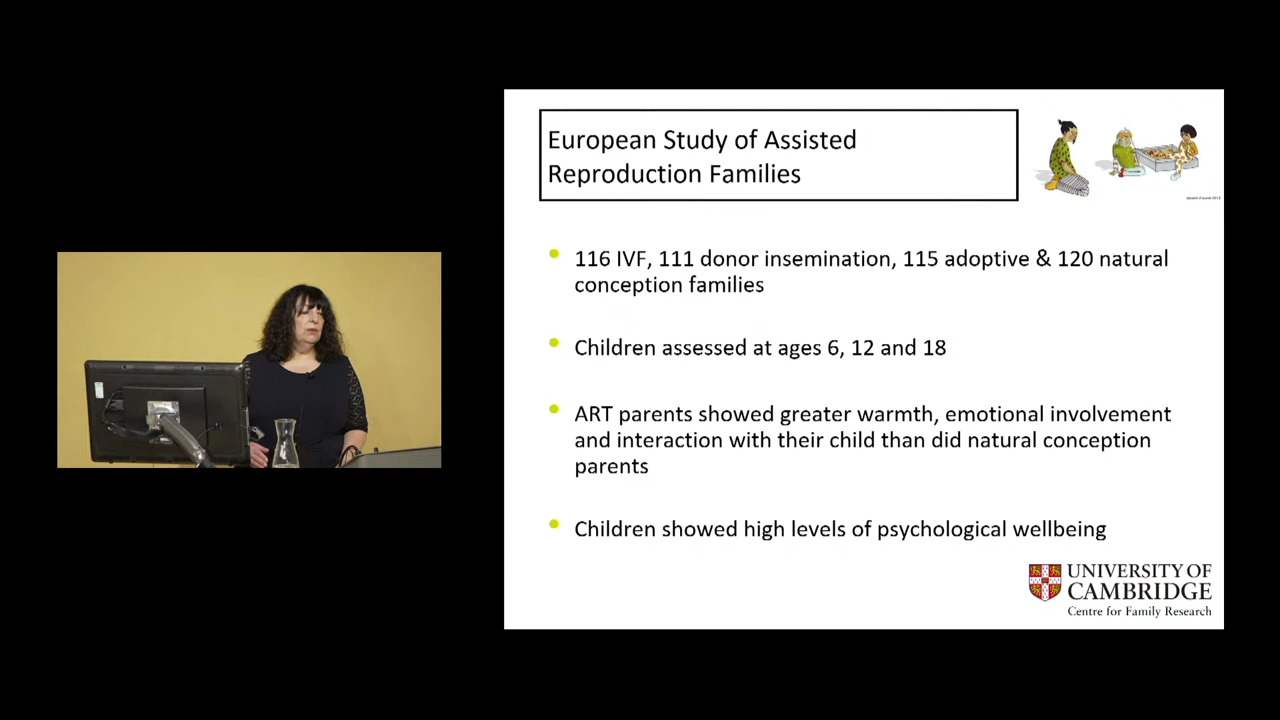 European Study of Assisted
Reproduction Families
116 IVF, 111 donor insemination, 115 adoptive & 120 natural
conception families
Children assessed at ages 6, 12 and 18
ART parents showed greater warmth, emotional involvement
and interaction with their child than did natural conception
parents
Children showed high levels of psychological wellbeing
UNIVERSITY OF
CAMBRIDGE
Centre for Family Research